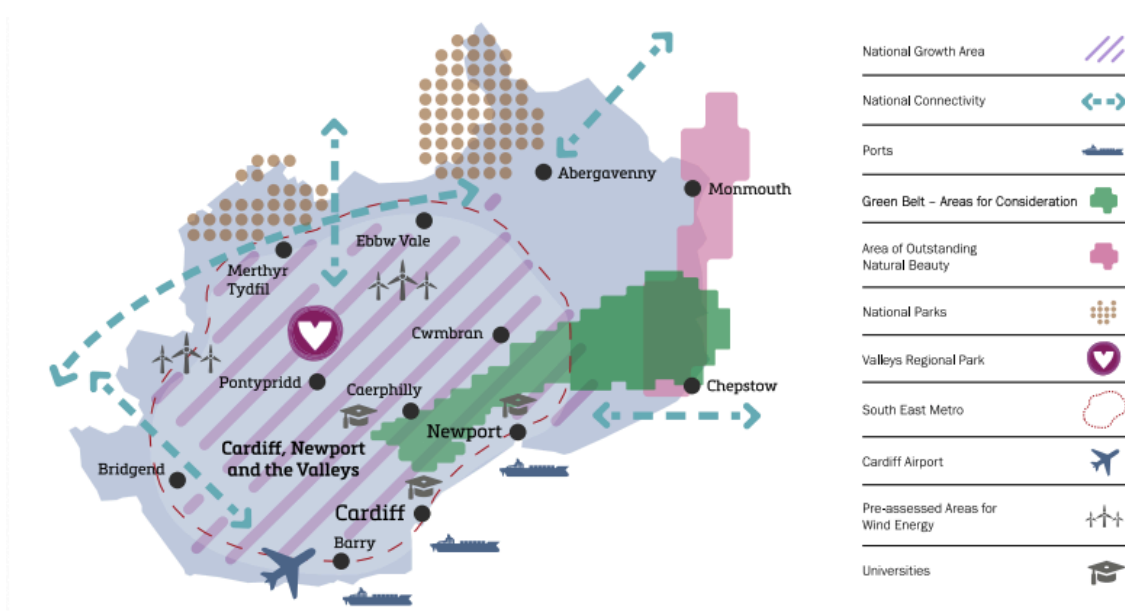 Abergavenny
Monmouth
Ebbw Vale
Merthyr
Tydfil
Cwmbran
Pontypridd
Caerphilly
Chepstow
Newport
Cardiff, Newport
and the Valleys
Bridgend
Cardiff
Barry
National Growth Area
National Connectivity
Ports
Green Belt – Areas for Consideration
Area of Outstanding
Natural Beauty
National Parks
Valleys Regional Park
South East Metro
Cardiff Airport
Pre-assessed Areas for
Wind Energy
Universities